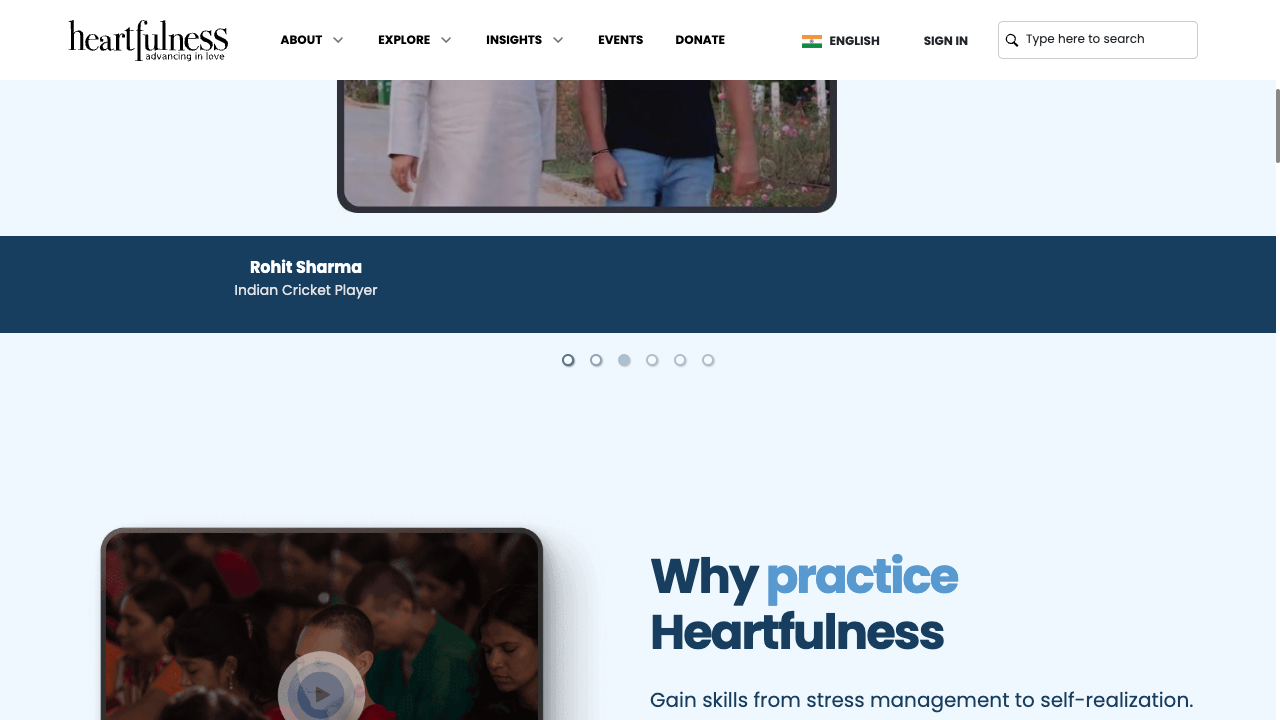 heartfulness
advancing in love
ABOUT
EXPLORE
INSIGHTS
EVENTS
DONATE
ENGLISH
SIGN IN
Type here to search
Rohit Sharma
Indian Cricket Player
Why practice
Heartfulness
Gain skills from stress management to self-realization.